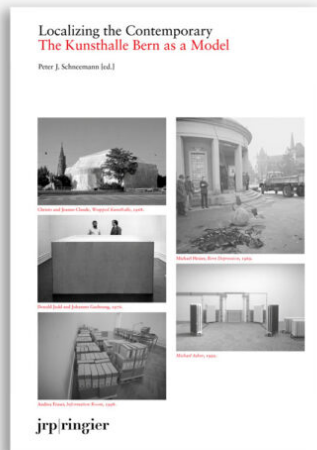 Localizing the Contemporary
The Kunsthalle Bern as a Model
Peter J. Schneemann [ed.]
Christo and Jeanne-Claude, Wrapped Kunsthalle, 1968.
Michael Heizer, Bern Depression, 1969.
Donald Judd and Johannes Gachnang, 1976.
Michael Asher, 1992.
Andrea Fraser, Information Room, 1998.
jrp|ringier